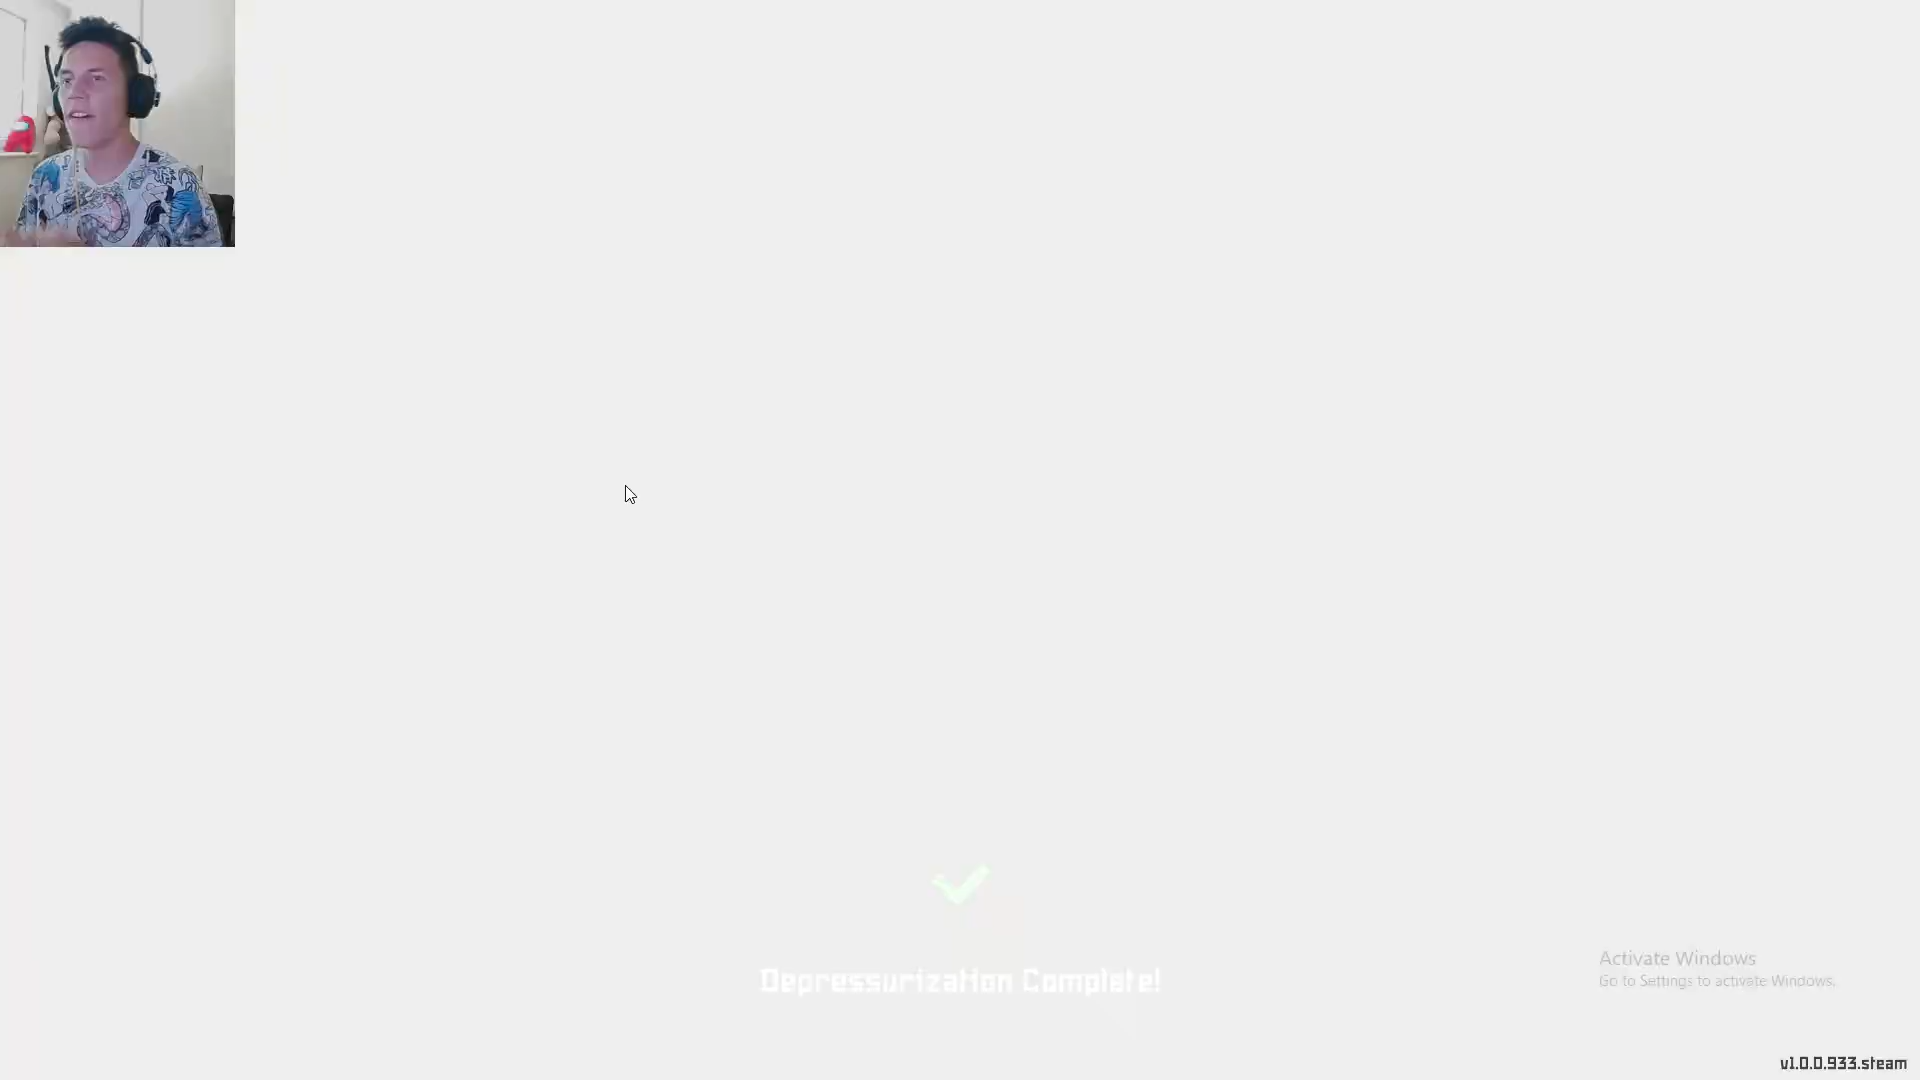 Depressurization Complete!
Activate Windows
Go to Settings to activate Windows.
v1.0.0.933.steam